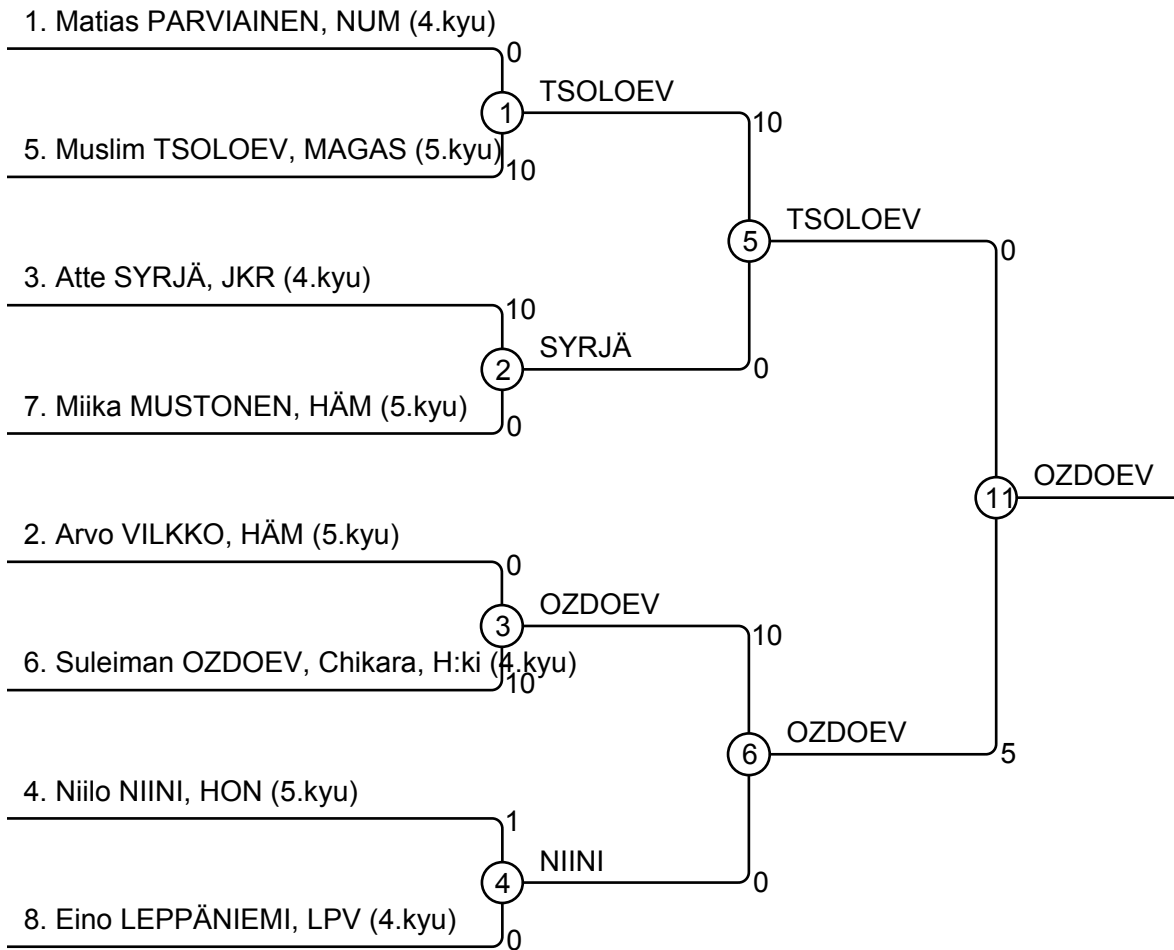 1. Matias PARVIAINEN, NUM (4.kyu)
0
1
TSOLOEV
10
5. Muslim TSOLOEV, MAGAS (5.kyu)
10
5
TSOLOEV
0
3. Atte SYRJÄ, JKR (4.kyu)
10
2
SYRJÄ
0
7. Miika MUSTONEN, HÄM (5.kyu)
0
11
OZDOEV
2. Arvo VILKKO, HÄM (5.kyu)
0
3
OZDOEV
10
6. Suleiman OZDOEV, Chikara, H:ki (4.kyu)
10
6
OZDOEV
5
4. Niilo NIINI, HON (5.kyu)
1
4
NIINI
0
8. Eino LEPPÄNIEMI, LPV (4.kyu)
0